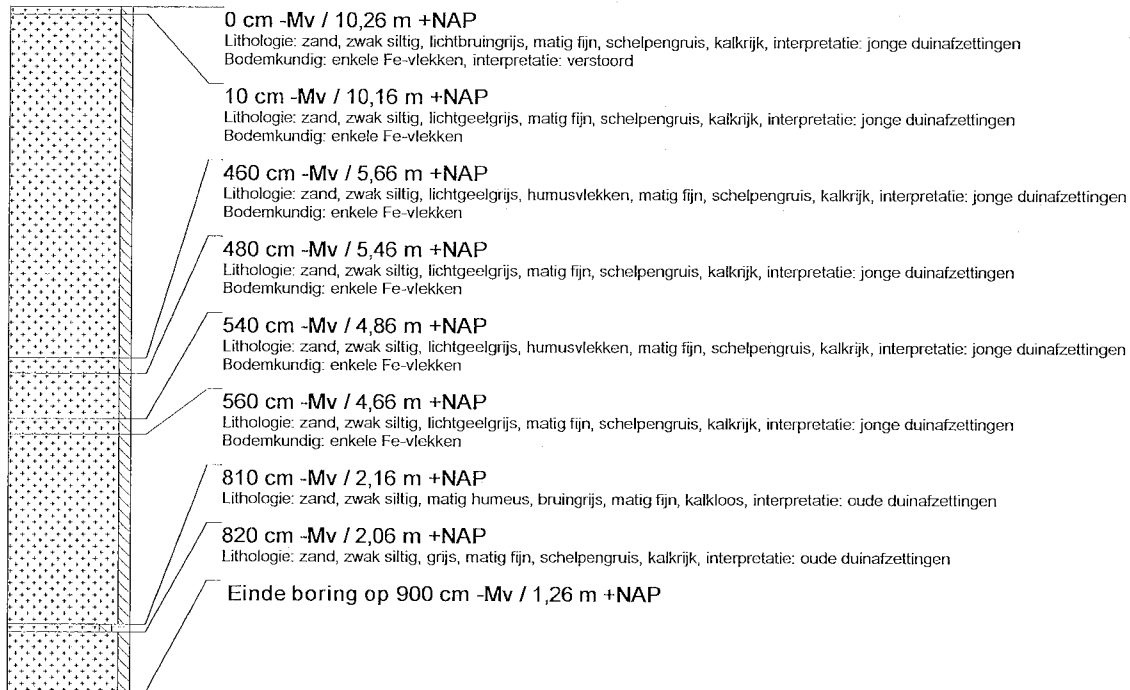 0 cm -Mv / 10,26 m +NAP
Lithologie: zand, zwak siltig, lichtbruingrijs, matig fijn, schelpengruis, kalkrijk, interpretatie: jonge duinafzettingen
Bodemkundig: enkele Fe-vlekken, interpretatie: verstoord
10 cm -Mv / 10,16 m +NAP
Lithologie: zand, zwak siltig, lichtgeelgrijs, matig fijn, schelpengruis, kalkrijk, interpretatie: jonge duinafzettingen
Bodemkundig: enkele Fe-vlekken
460 cm -Mv / 5,66 m +NAP
Lithologie: zand, zwak siltig, lichtgeelgrijs, humusvlekken, matig fijn, schelpengruis, kalkrijk, interpretatie: jonge duinafzettingen
Bodemkundig: enkele Fe-vlekken
480 cm -Mv / 5,46 m +NAP
Lithologie: zand, zwak siltig, lichtgeelgrijs, matig fijn, schelpengruis, kalkrijk, interpretatie: jonge duinafzettingen
Bodemkundig: enkele Fe-vlekken
540 cm -Mv / 4,86 m +NAP
Lithologie: zand, zwak siltig, lichtgeelgrijs, humusvlekken, matig fijn, schelpengruis, kalkrijk, interpretatie: jonge duinafzettingen
Bodemkundig: enkele Fe-vlekken
560 cm -Mv / 4,66 m +NAP
Lithologie: zand, zwak siltig, lichtgeelgrijs, matig fijn, schelpengruis, kalkrijk, interpretatie: jonge duinafzettingen
Bodemkundig: enkele Fe-vlekken
810 cm -Mv / 2,16 m +NAP
Lithologie: zand, zwak siltig, matig humeus, bruingrijs, matig fijn, kalkloos, interpretatie: oude duinafzettingen
820 cm -Mv / 2,06 m +NAP
Lithologie: zand, zwak siltig, grijs, matig fijn, schelpengruis, kalkrijk, interpretatie: oude duinafzettingen
Einde boring op 900 cm -Mv / 1,26 m +NAP